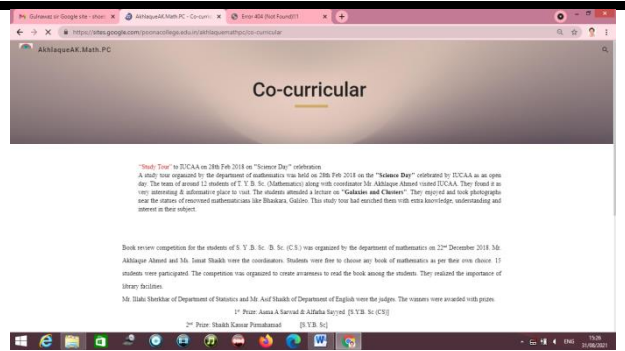 Gulnawaz or Google site - short
AkhlaqueAK.Math.PC - Co-curric
Error 404 (Not Found)!!1
https://sites.google.com/poonacollege.edu.in/akhlaquemathpc/co-curricular
AkhlaqueAK.Math.PC
Co-curricular
"Study Tour" to IUCAA on 28th Feb 2018 on "Science Day" celebration
A study tour organized by the department of mathematics was held on 28th Feb 2018 on the "Science Day" celebrated by IUCAA as an open
day. The team of around 12 students of T. Y. B. Sc. (Mathematics) along with coordinator Mr. Akhlaque Ahmed visited IUCAA. They found it as
very interesting & informative place to visit. The students attended a lecture on "Galaxies and Clusters". They enjoyed and took photographs
near the statues of renowned mathematicians like Bhaskara, Galileo. This study tour had enriched them with extra knowledge, understanding and
interest in their subject.
Book review competition for the students of S. Y .B. Sc. /B. Sc. (C.S.) was organized by the department of mathematics on 22nd December 2018. Mr.
Akhlaque Ahmed and Ms. Ismat Shaikh were the coordinators. Students were free to choose any book of mathematics as per their own choice. 15
students were participated. The competition was organized to create awareness to read the book among the students. They realized the importance of
library facilities.
Mr. Illahi Sherkhar of Department of Statistics and Mr. Asif Shaikh of Department of English were the judges. The winners were awarded with prizes.
1st Prize: Asma A Sarwad & Alfatha Sayyed [S.Y.B. Sc (CS)]
2nd Prize: Shaikh Kausar Pirmahamad [S.Y.B. Sc]
ENG
15:26
31/08/2021